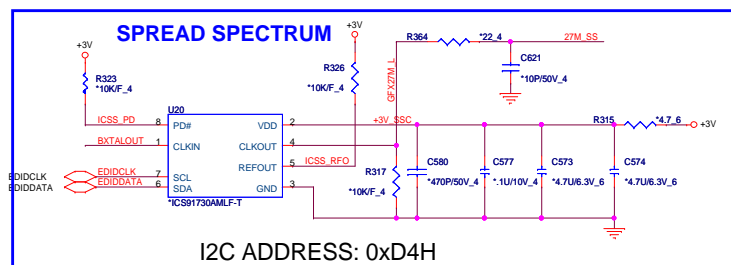 SPREAD SPECTRUM
+3V
+3V
R364
*22_4
27M_SS
R323
*10K/F_4
R326
*10K/F_4
GFX27M_L
C621
*10P/50V_4
U20
ICSS_PD
8
PD#
VDD
2
+3V_SSC
R315
*4.7_6
+3V
BXTALOUT
1
CLKIN
CLKOUT
4
REFOUT
5
ICSS_RFO
EDIDCLK
EDIDCLK
7
SCL
EDIDDATA
EDIDDATA
6
SDA
GND
3
R317
*10K/F_4
C580
*470P/50V_4
C577
*.1U/10V_4
C573
*4.7U/6.3V_6
C574
*4.7U/6.3V_6
*ICS91730AMLF-T
I2C ADDRESS: 0xD4H